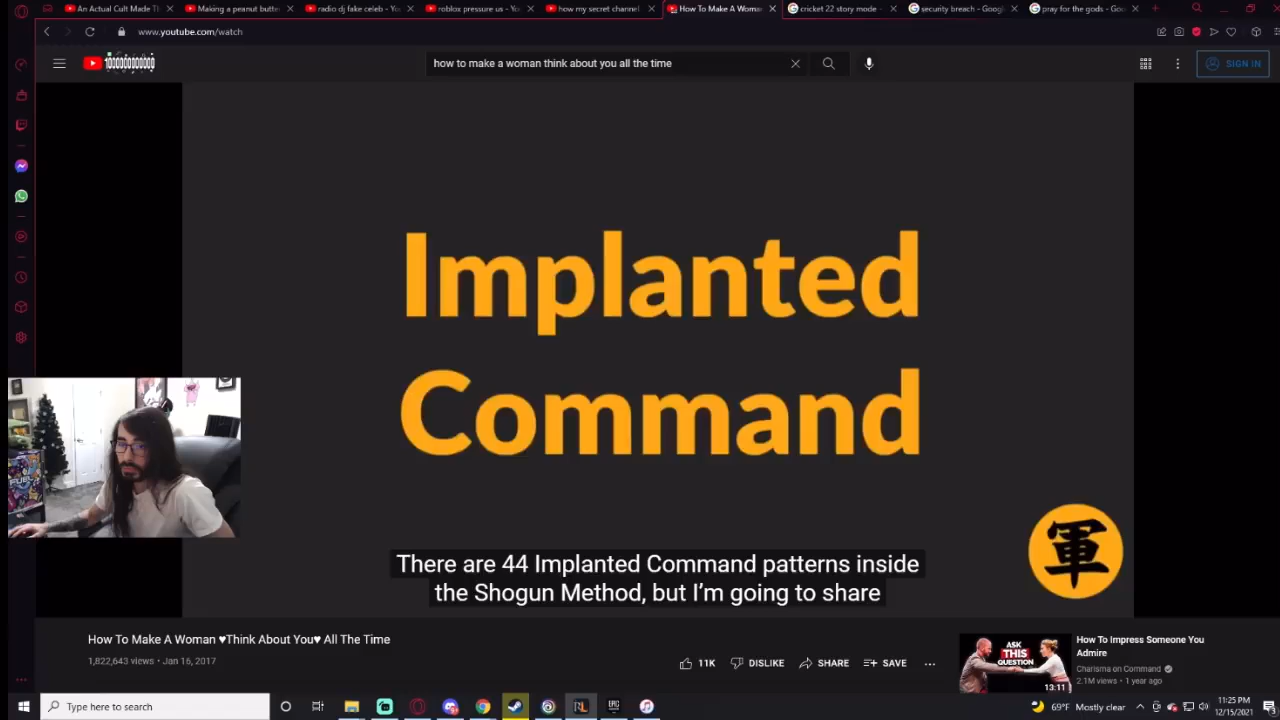 An Actual Cult Made T
Making a peanut butte
radio dj fake celeb - Yo
roblox pressure us - Yo
how my secret channel
How To Make A Woma
cricket 22 story mode -
security breach - Googl
pray for the gods - Goo
www.youtube.com/watch
how to make a woman think about you all the time
SIGN IN
Implanted
Command
軍
There are 44 Implanted Command patterns inside
the Shogun Method, but I'm going to share
How To Make A Woman ♥Think About You♥ All The Time
1,822,643 views • Jan 16, 2017
11K
DISLIKE
SHARE
SAVE
ASK
THIS
QUESTION
13:11
How To Impress Someone You
Admire
Charisma on Command
2.1M views • 1 year ago
Type here to search
69°F Mostly clear
11:25 PM
12/15/2021